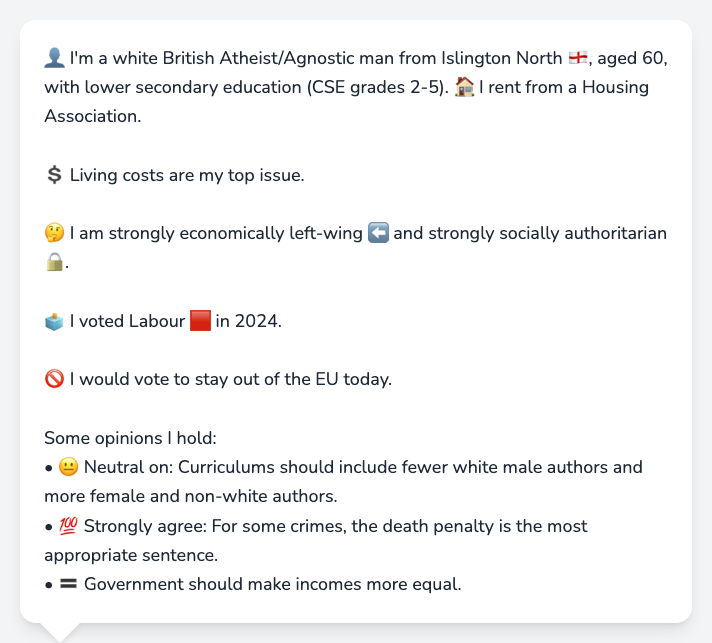 👤 I'm a white British Atheist/Agnostic man from Islington North 🏴󠁧󠁢󠁥󠁮󠁧󠁿, aged 60,
with lower secondary education (CSE grades 2-5). 🏠 I rent from a Housing
Association.
💲 Living costs are my top issue.
🤔 I am strongly economically left-wing ⬅️ and strongly socially authoritarian
🔒.
🗳️ I voted Labour 🟥 in 2024.
🚫 I would vote to stay out of the EU today.
Some opinions I hold:
• 😐 Neutral on: Curriculums should include fewer white male authors and
more female and non-white authors.
• 💯 Strongly agree: For some crimes, the death penalty is the most
appropriate sentence.
• 🟰 Government should make incomes more equal.